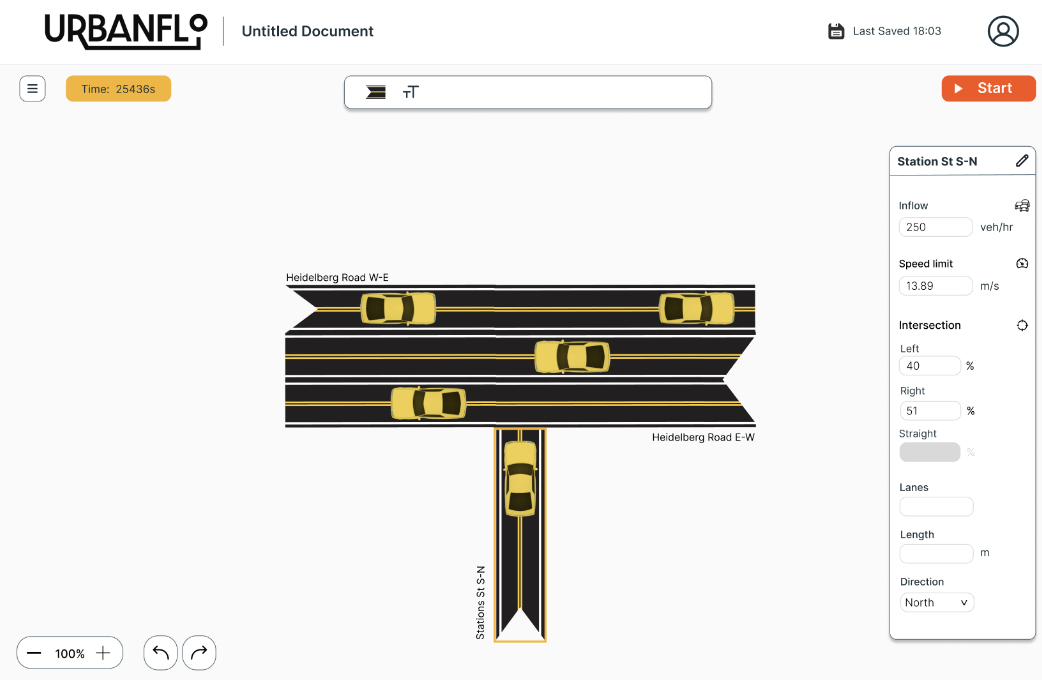 URBANFLO
Untitled Document
Last Saved 18:03
Time: 25436s
TT
Start
Station St S-N
Inflow
250 veh/hr
Speed limit
13.89 m/s
Intersection
Left
40 %
Right
51 %
Straight
%
Lanes
Length
m
Direction
North
Heidelberg Road W-E
Heidelberg Road E-W
Stations St S-N
100%